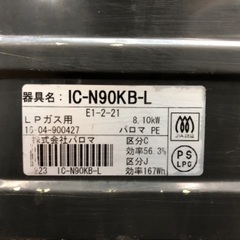 器具名: IC-N90KB-L
E1-2-21
LPガス用 8.10kW
15.04-900427 パロマ PE
株式会社パロマ 区分C
効率56.3%
区分J
923 IC-N90KB-L 効率167Wh
JIA
PS
LPG